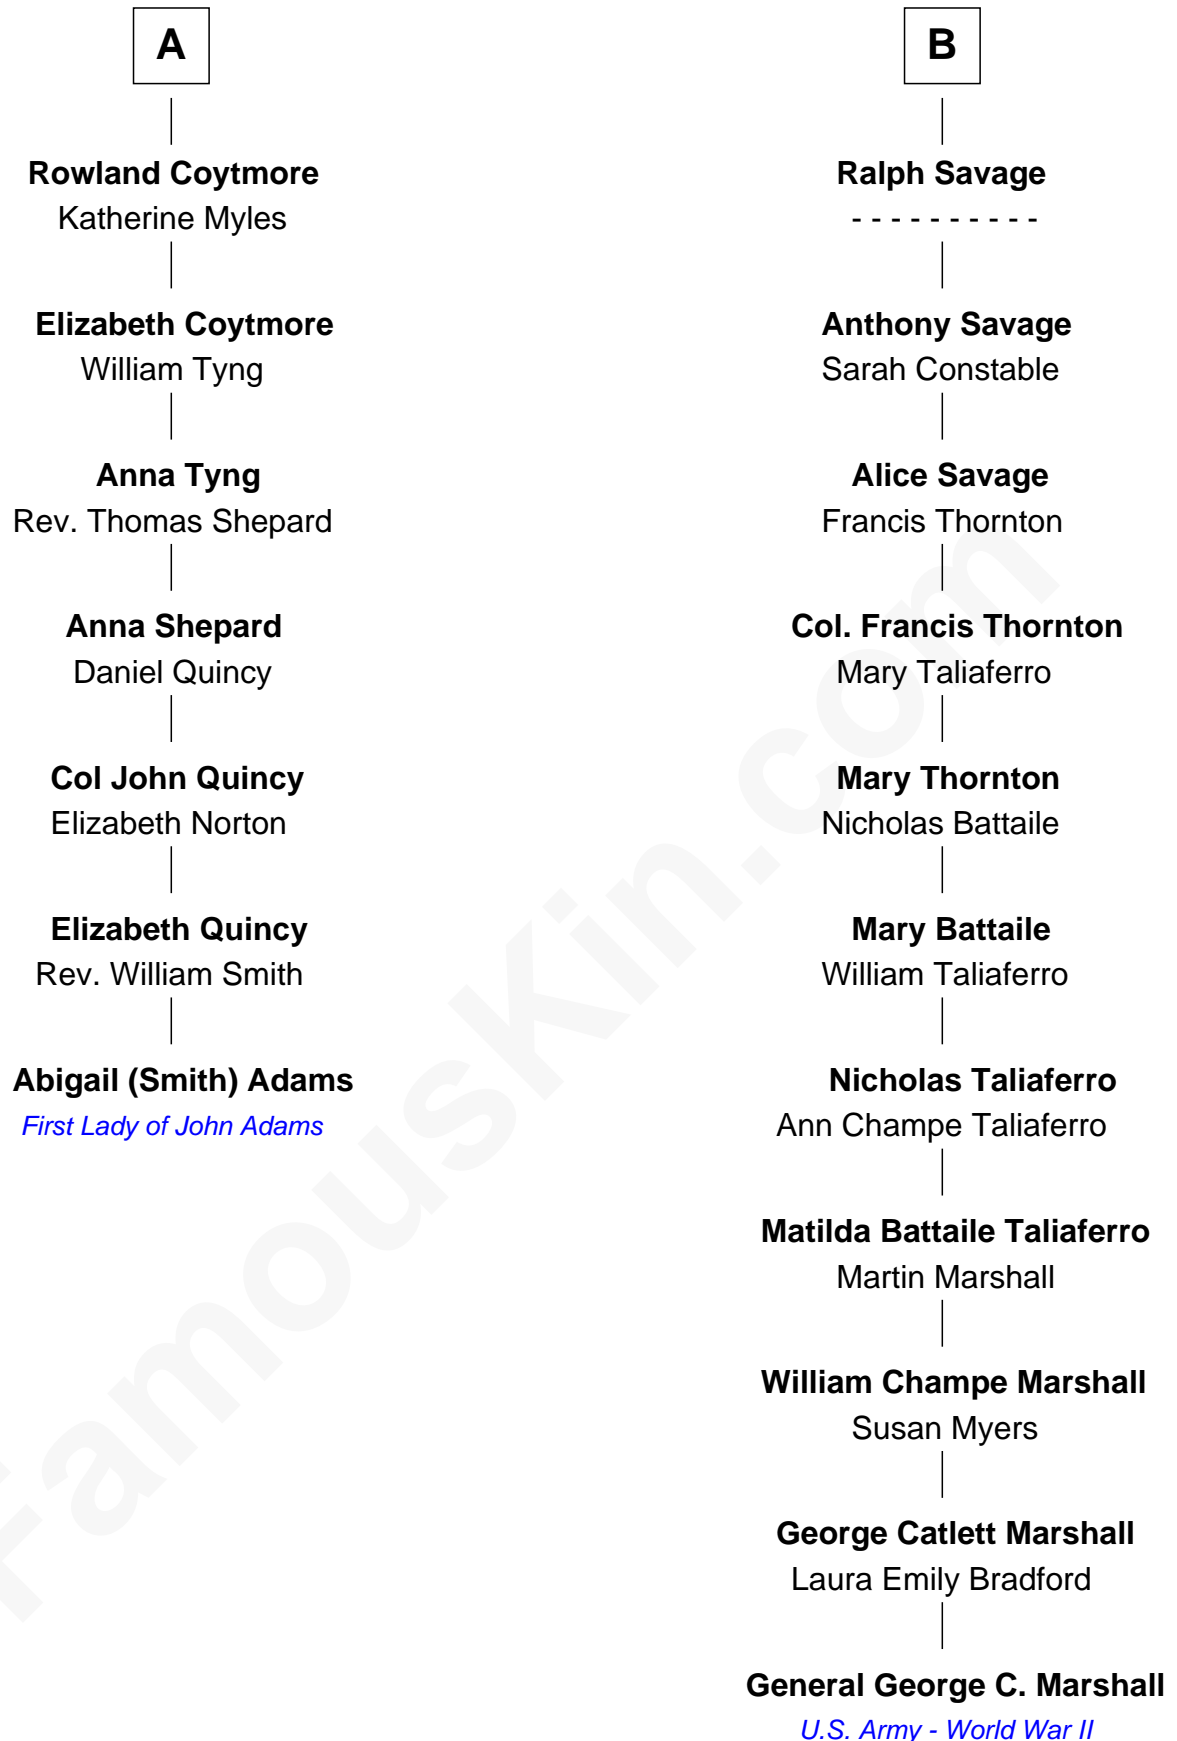 A
Rowland Coytmore
Katherine Myles
Elizabeth Coytmore
William Tyng
Anna Tyng
Rev. Thomas Shepard
Anna Shepard
Daniel Quincy
Col John Quincy
Elizabeth Norton
Elizabeth Quincy
Rev. William Smith
Abigail (Smith) Adams
First Lady of John Adams
B
Ralph Savage
- - - - - - - - - -
Anthony Savage
Sarah Constable
Alice Savage
Francis Thornton
Col. Francis Thornton
Mary Taliaferro
Mary Thornton
Nicholas Battaile
Mary Battaile
William Taliaferro
Nicholas Taliaferro
Ann Champe Taliaferro
Matilda Battaile Taliaferro
Martin Marshall
William Champe Marshall
Susan Myers
George Catlett Marshall
Laura Emily Bradford
General George C. Marshall
U.S. Army - World War II
FamousKin.com